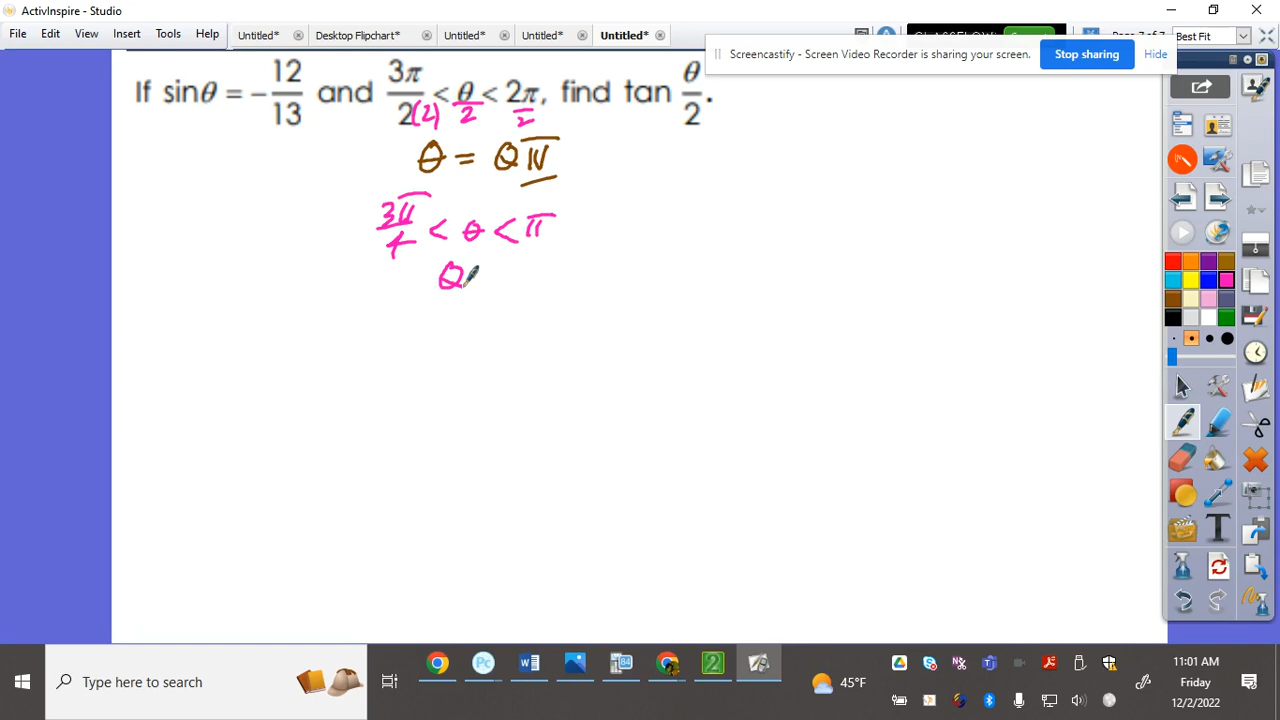 ActivInspire - Studio
File Edit View Insert Tools Help
Untitled* Desktop Flipchart* Untitled* Untitled* Untitled* Best Fit
Screencastify - Screen Video Recorder is sharing your screen. Stop sharing Hide
If sinθ = -12/13 and 3π/2 < θ < 2π, find tan θ/2.
(2) 2 2
θ = QIV
3π/4 < θ < π
Q
Type here to search
45°F
11:01 AM
Friday
12/2/2022